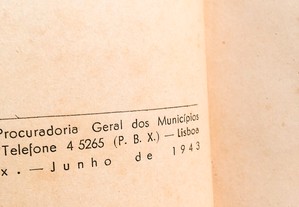 Procuradoria Geral dos Municípios
Telefone 4 5265 (P. B. X.) — Lisboa
x. — Junho de 1943